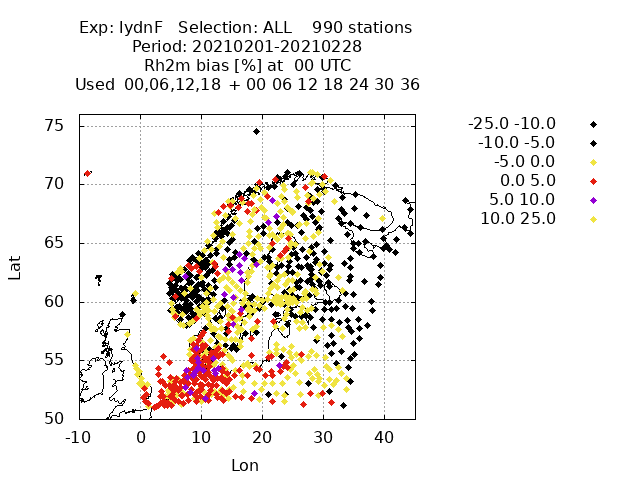 Exp: lydnF Selection: ALL 990 stations
Period: 20210201-20210228
Rh2m bias [%] at 00 UTC
Used 00,06,12,18 + 00 06 12 18 24 30 36
-25.0 -10.0
-10.0 -5.0
-5.0 0.0
0.0 5.0
5.0 10.0
10.0 25.0
75
70
65
60
55
50
Lat
-10 0 10 20 30 40
Lon